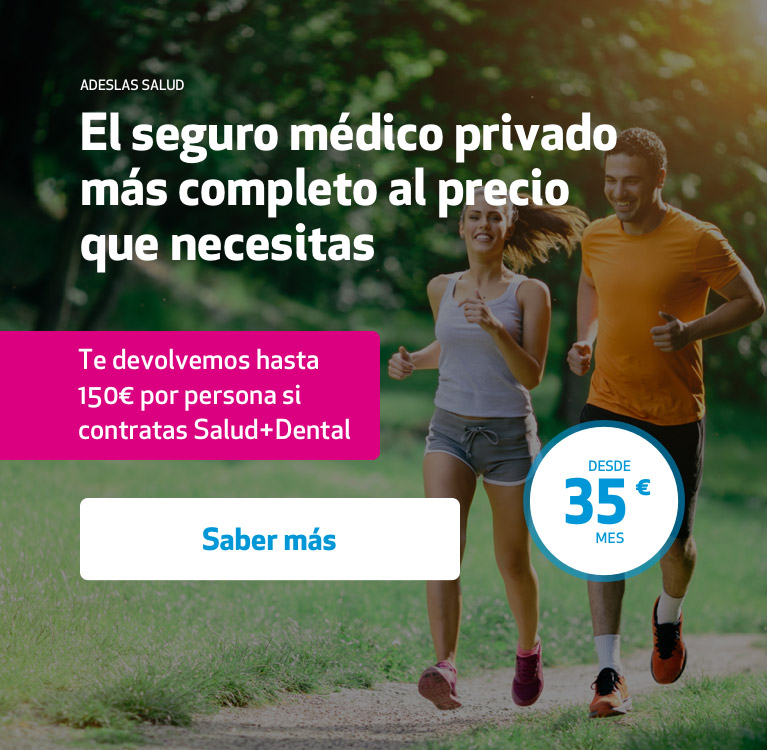 ADESLAS SALUD
El seguro médico privado
más completo al precio
que necesitas
Te devolvemos hasta
150€ por persona si
contratas Salud+Dental
Saber más
DESDE
35 €
MES